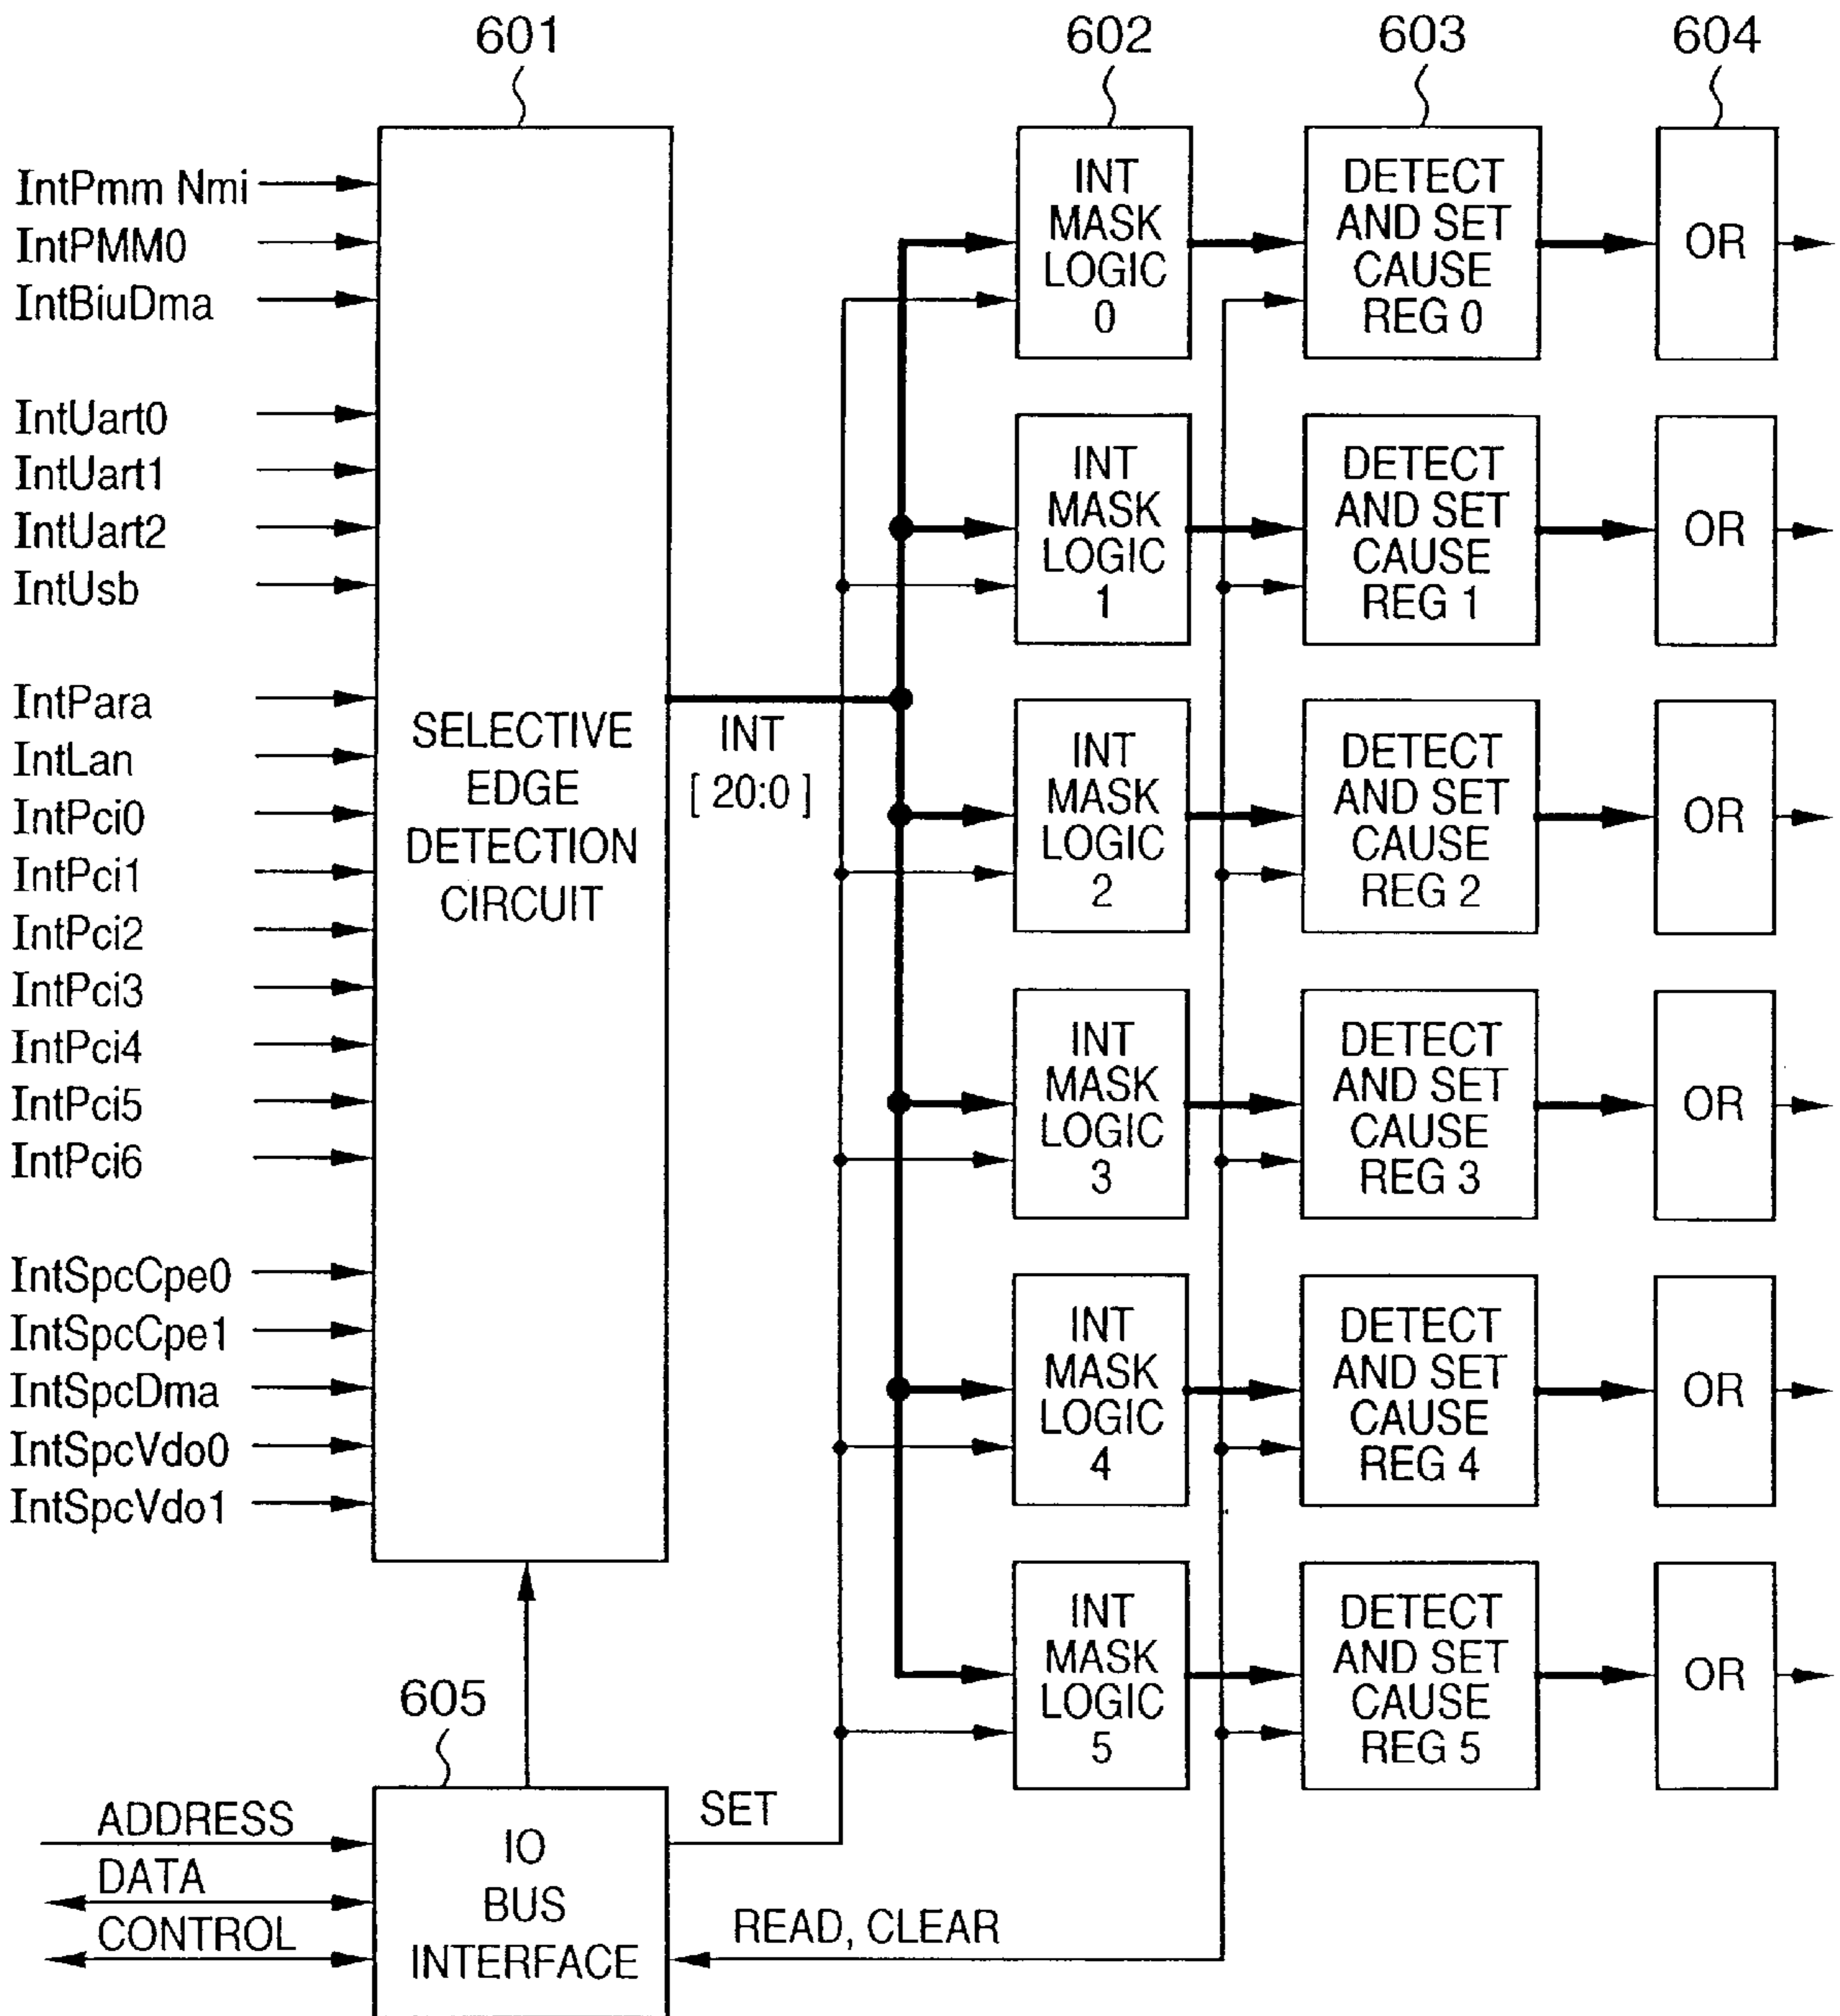 601
602
603
604
IntPmm Nmi
IntPMM0
IntBiuDma
IntUart0
IntUart1
IntUart2
IntUsb
IntPara
IntLan
IntPci0
IntPci1
IntPci2
IntPci3
IntPci4
IntPci5
IntPci6
IntSpcCpe0
IntSpcCpe1
IntSpcDma
IntSpcVdo0
IntSpcVdo1
SELECTIVE
EDGE
DETECTION
CIRCUIT
INT
[ 20:0 ]
INT
MASK
LOGIC
0
DETECT
AND SET
CAUSE
REG 0
OR
INT
MASK
LOGIC
1
DETECT
AND SET
CAUSE
REG 1
OR
INT
MASK
LOGIC
2
DETECT
AND SET
CAUSE
REG 2
OR
INT
MASK
LOGIC
3
DETECT
AND SET
CAUSE
REG 3
OR
INT
MASK
LOGIC
4
DETECT
AND SET
CAUSE
REG 4
OR
INT
MASK
LOGIC
5
DETECT
AND SET
CAUSE
REG 5
OR
605
ADDRESS
DATA
CONTROL
IO
BUS
INTERFACE
SET
READ, CLEAR